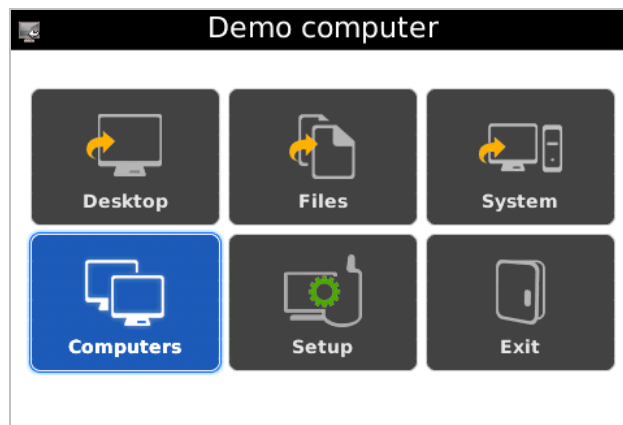 Demo computer
Desktop
Files
System
Computers
Setup
Exit